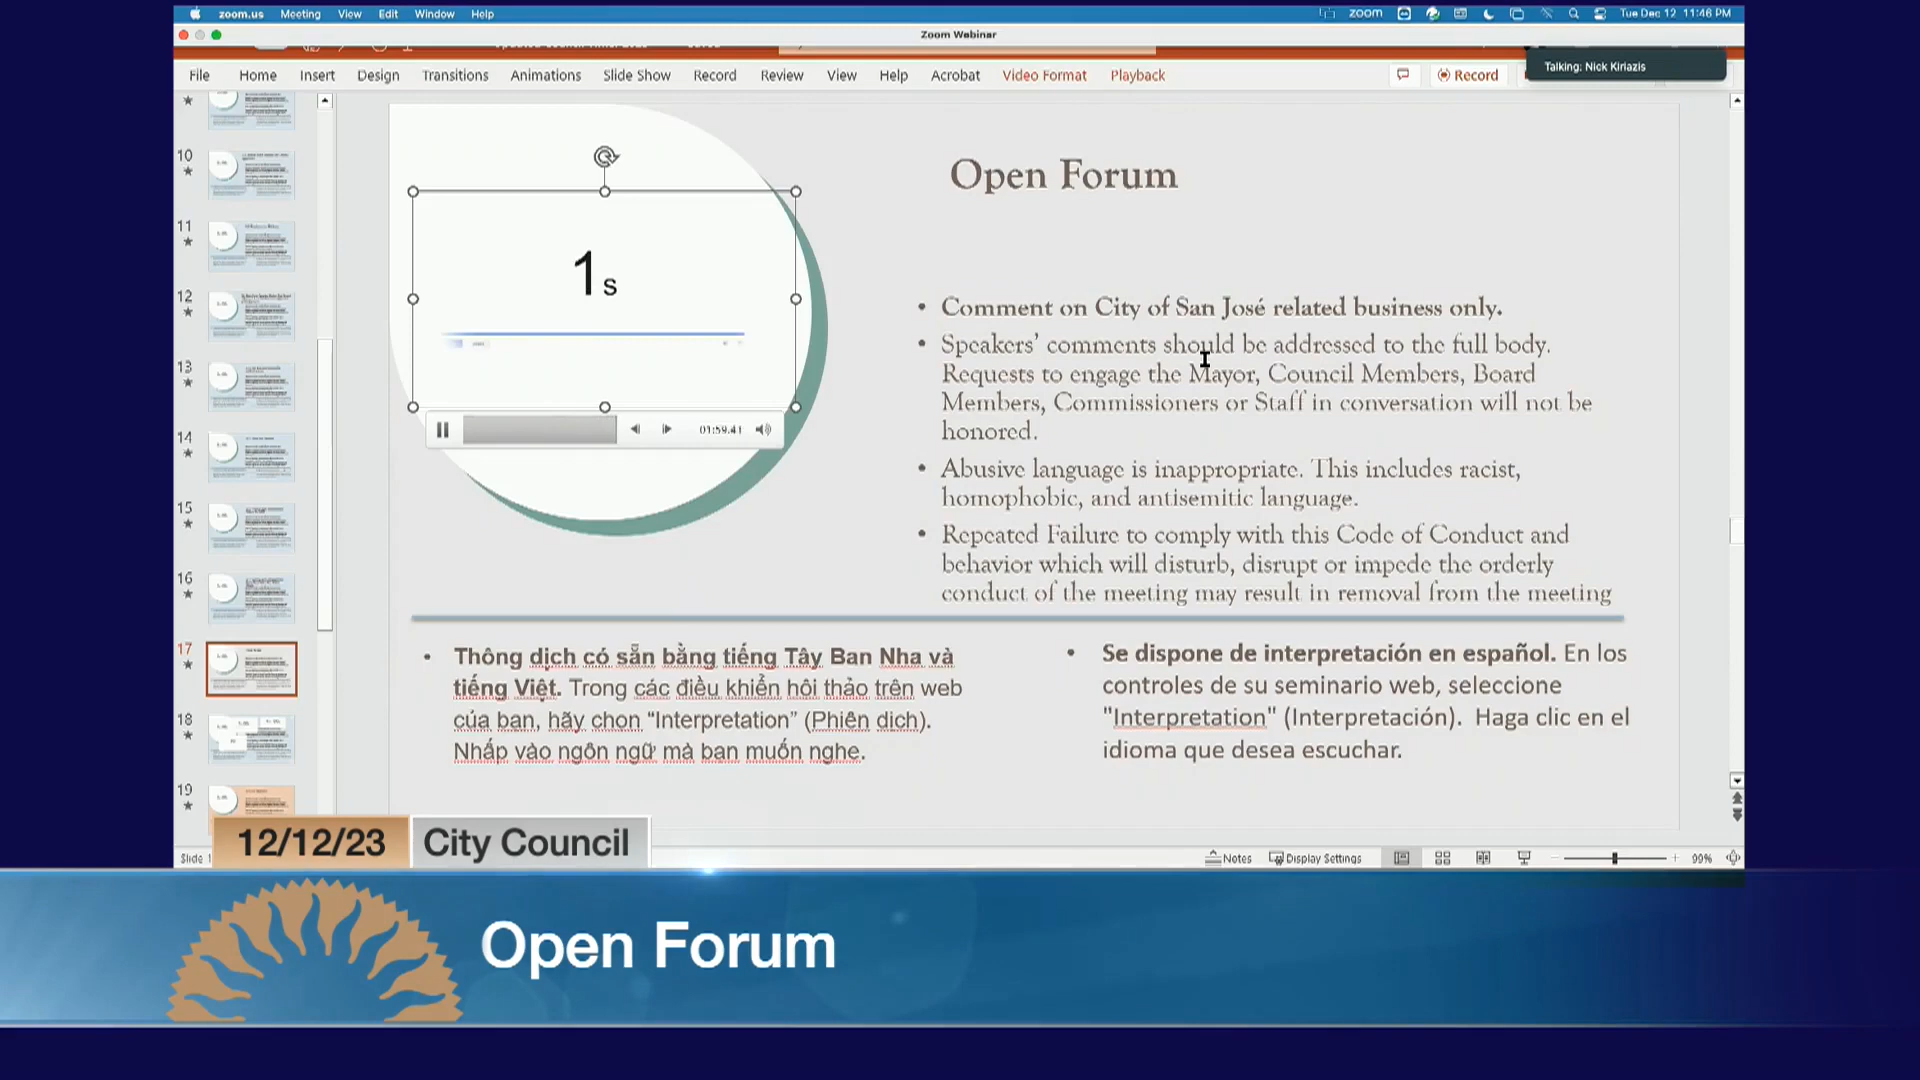 zoom.us Meeting View Edit Window Help
zoom
Tue Dec 12 11:46 PM
Zoom Webinar
Talking: Nick Kiriazis
File Home Insert Design Transitions Animations Slide Show Record Review View Help Acrobat Video Format Playback
Record
10
11
12
13
14
15
16
17
18
19
1 s
01:59.41
Open Forum
• Comment on City of San José related business only.
• Speakers’ comments should be addressed to the full body.
Requests to engage the Mayor, Council Members, Board
Members, Commissioners or Staff in conversation will not be
honored.
• Abusive language is inappropriate. This includes racist,
homophobic, and antisemitic language.
• Repeated Failure to comply with this Code of Conduct and
behavior which will disturb, disrupt or impede the orderly
conduct of the meeting may result in removal from the meeting
• Thông dịch có sẵn bằng tiếng Tây Ban Nha và
tiếng Việt. Trong các điều khiển hội thảo trên web
của bạn, hãy chọn “Interpretation” (Phiên dịch).
Nhấp vào ngôn ngữ mà bạn muốn nghe.
• Se dispone de interpretación en español. En los
controles de su seminario web, seleccione
"Interpretation" (Interpretación). Haga clic en el
idioma que desea escuchar.
Slide 1
Notes Display Settings
99%
12/12/23 City Council
Open Forum